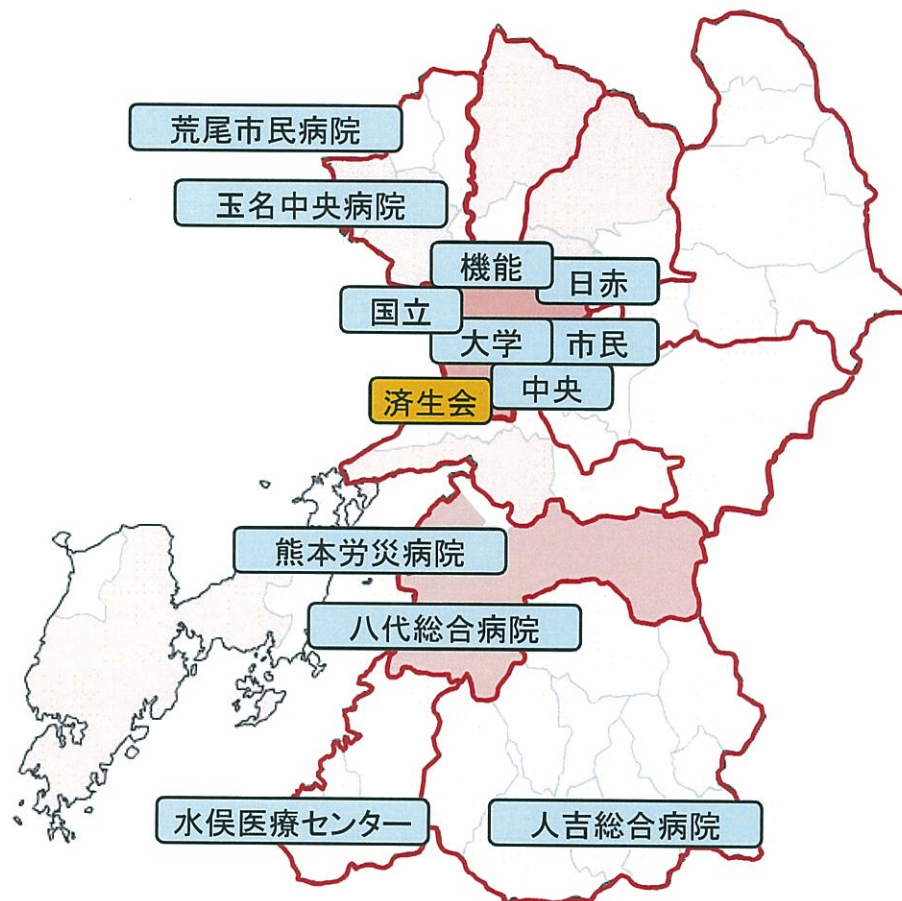 荒尾市民病院
玉名中央病院
機能
日赤
国立
大学
市民
済生会
中央
熊本労災病院
八代総合病院
水俣医療センター
人吉総合病院